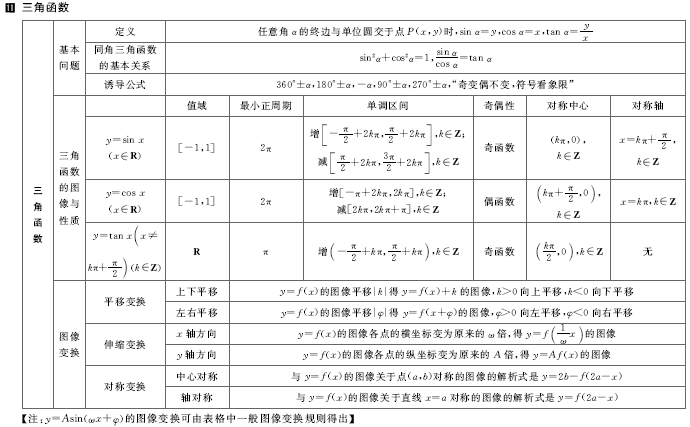 11 三角函数
三角函数
基本问题
定义 任意角α的终边与单位圆交于点P(x,y)时,sin α=y,cos α=x,tan α=y/x
同角三角函数的基本关系 sin²α+cos²α=1,sin α/cos α=tan α
诱导公式 360°±α,180°±α,-α,90°±α,270°±α,“奇变偶不变,符号看象限”
三角函数的图像与性质
值域 最小正周期 单调区间 奇偶性 对称中心 对称轴
y=sin x (x∈R) [-1,1] 2π 增[-π/2+2kπ,π/2+2kπ],k∈Z; 减[π/2+2kπ,3π/2+2kπ],k∈Z 奇函数 (kπ,0),k∈Z x=kπ+π/2,k∈Z
y=cos x (x∈R) [-1,1] 2π 增[-π+2kπ,2kπ],k∈Z; 减[2kπ,2kπ+π],k∈Z 偶函数 (kπ+π/2,0),k∈Z x=kπ,k∈Z
y=tan x(x≠kπ+π/2)(k∈Z) R π 增(-π/2+kπ,π/2+kπ),k∈Z 奇函数 (kπ/2,0),k∈Z 无
图像变换
平移变换
上下平移 y=f(x)的图像平移|k|得y=f(x)+k的图像,k>0向上平移,k<0向下平移
左右平移 y=f(x)的图像平移|φ|得y=f(x+φ)的图像,φ>0向左平移,φ<0向右平移
伸缩变换
x轴方向 y=f(x)的图像各点的横坐标变为原来的ω倍,得y=f(1/ω x)的图像
y轴方向 y=f(x)的图像各点的纵坐标变为原来的A倍,得y=Af(x)的图像
对称变换
中心对称 与y=f(x)的图像关于点(a,b)对称的图像的解析式是y=2b-f(2a-x)
轴对称 与y=f(x)的图像关于直线x=a对称的图像的解析式是y=f(2a-x)
【注:y=Asin(ωx+φ)的图像变换可由表格中一般图像变换规则得出】